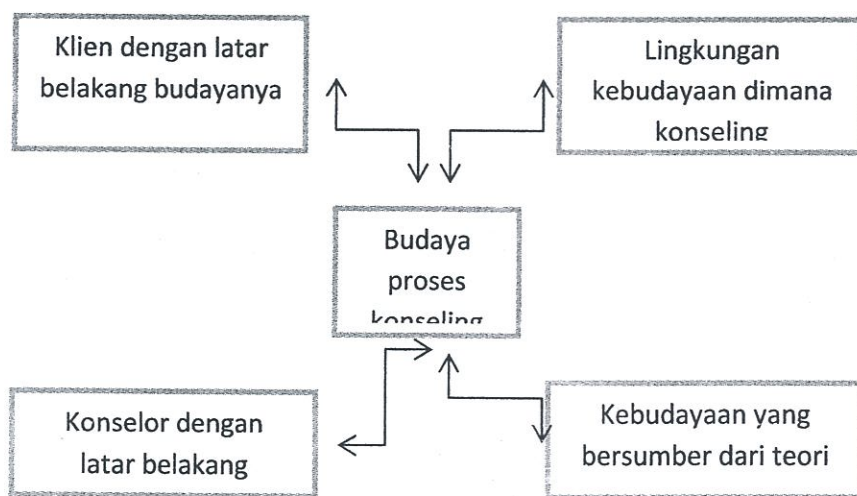 Klien dengan latar
belakang budayanya
Lingkungan
kebudayaan dimana
konseling
Budaya
proses
konseling
Konselor dengan
latar belakang
Kebudayaan yang
bersumber dari teori